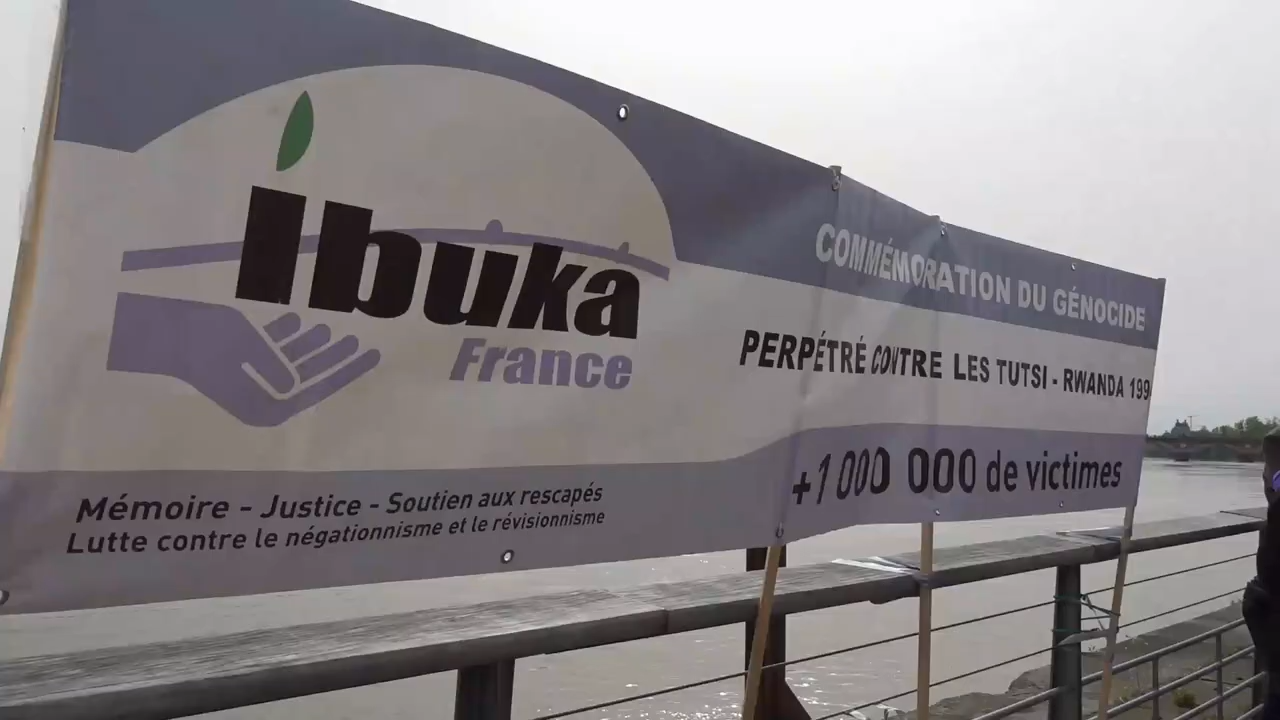 Ibuka
France
Mémoire - Justice - Soutien aux rescapés
Lutte contre le négationnisme et le révisionnisme
COMMÉMORATION DU GÉNOCIDE
PERPÉTRÉ CONTRE LES TUTSI - RWANDA 199
+1 000 000 de victimes